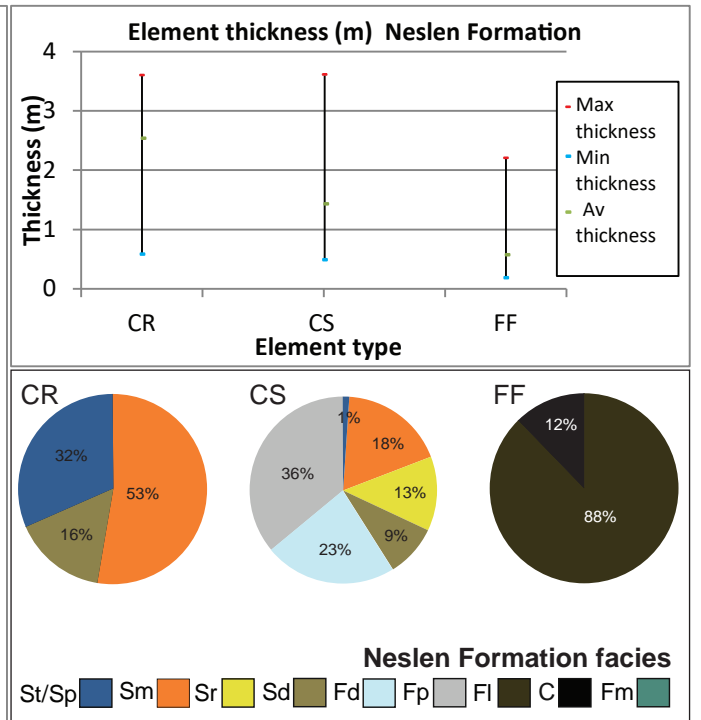 Element thickness (m) Neslen Formation
4
3
2
1
0
Thickness (m)
CR CS FF
Element type
Max thickness
Min thickness
Av thickness
CR
32%
53%
16%
CS
1%
18%
13%
9%
23%
36%
FF
12%
88%
Neslen Formation facies
St/Sp Sm Sr Sd Fd Fp Fl C Fm